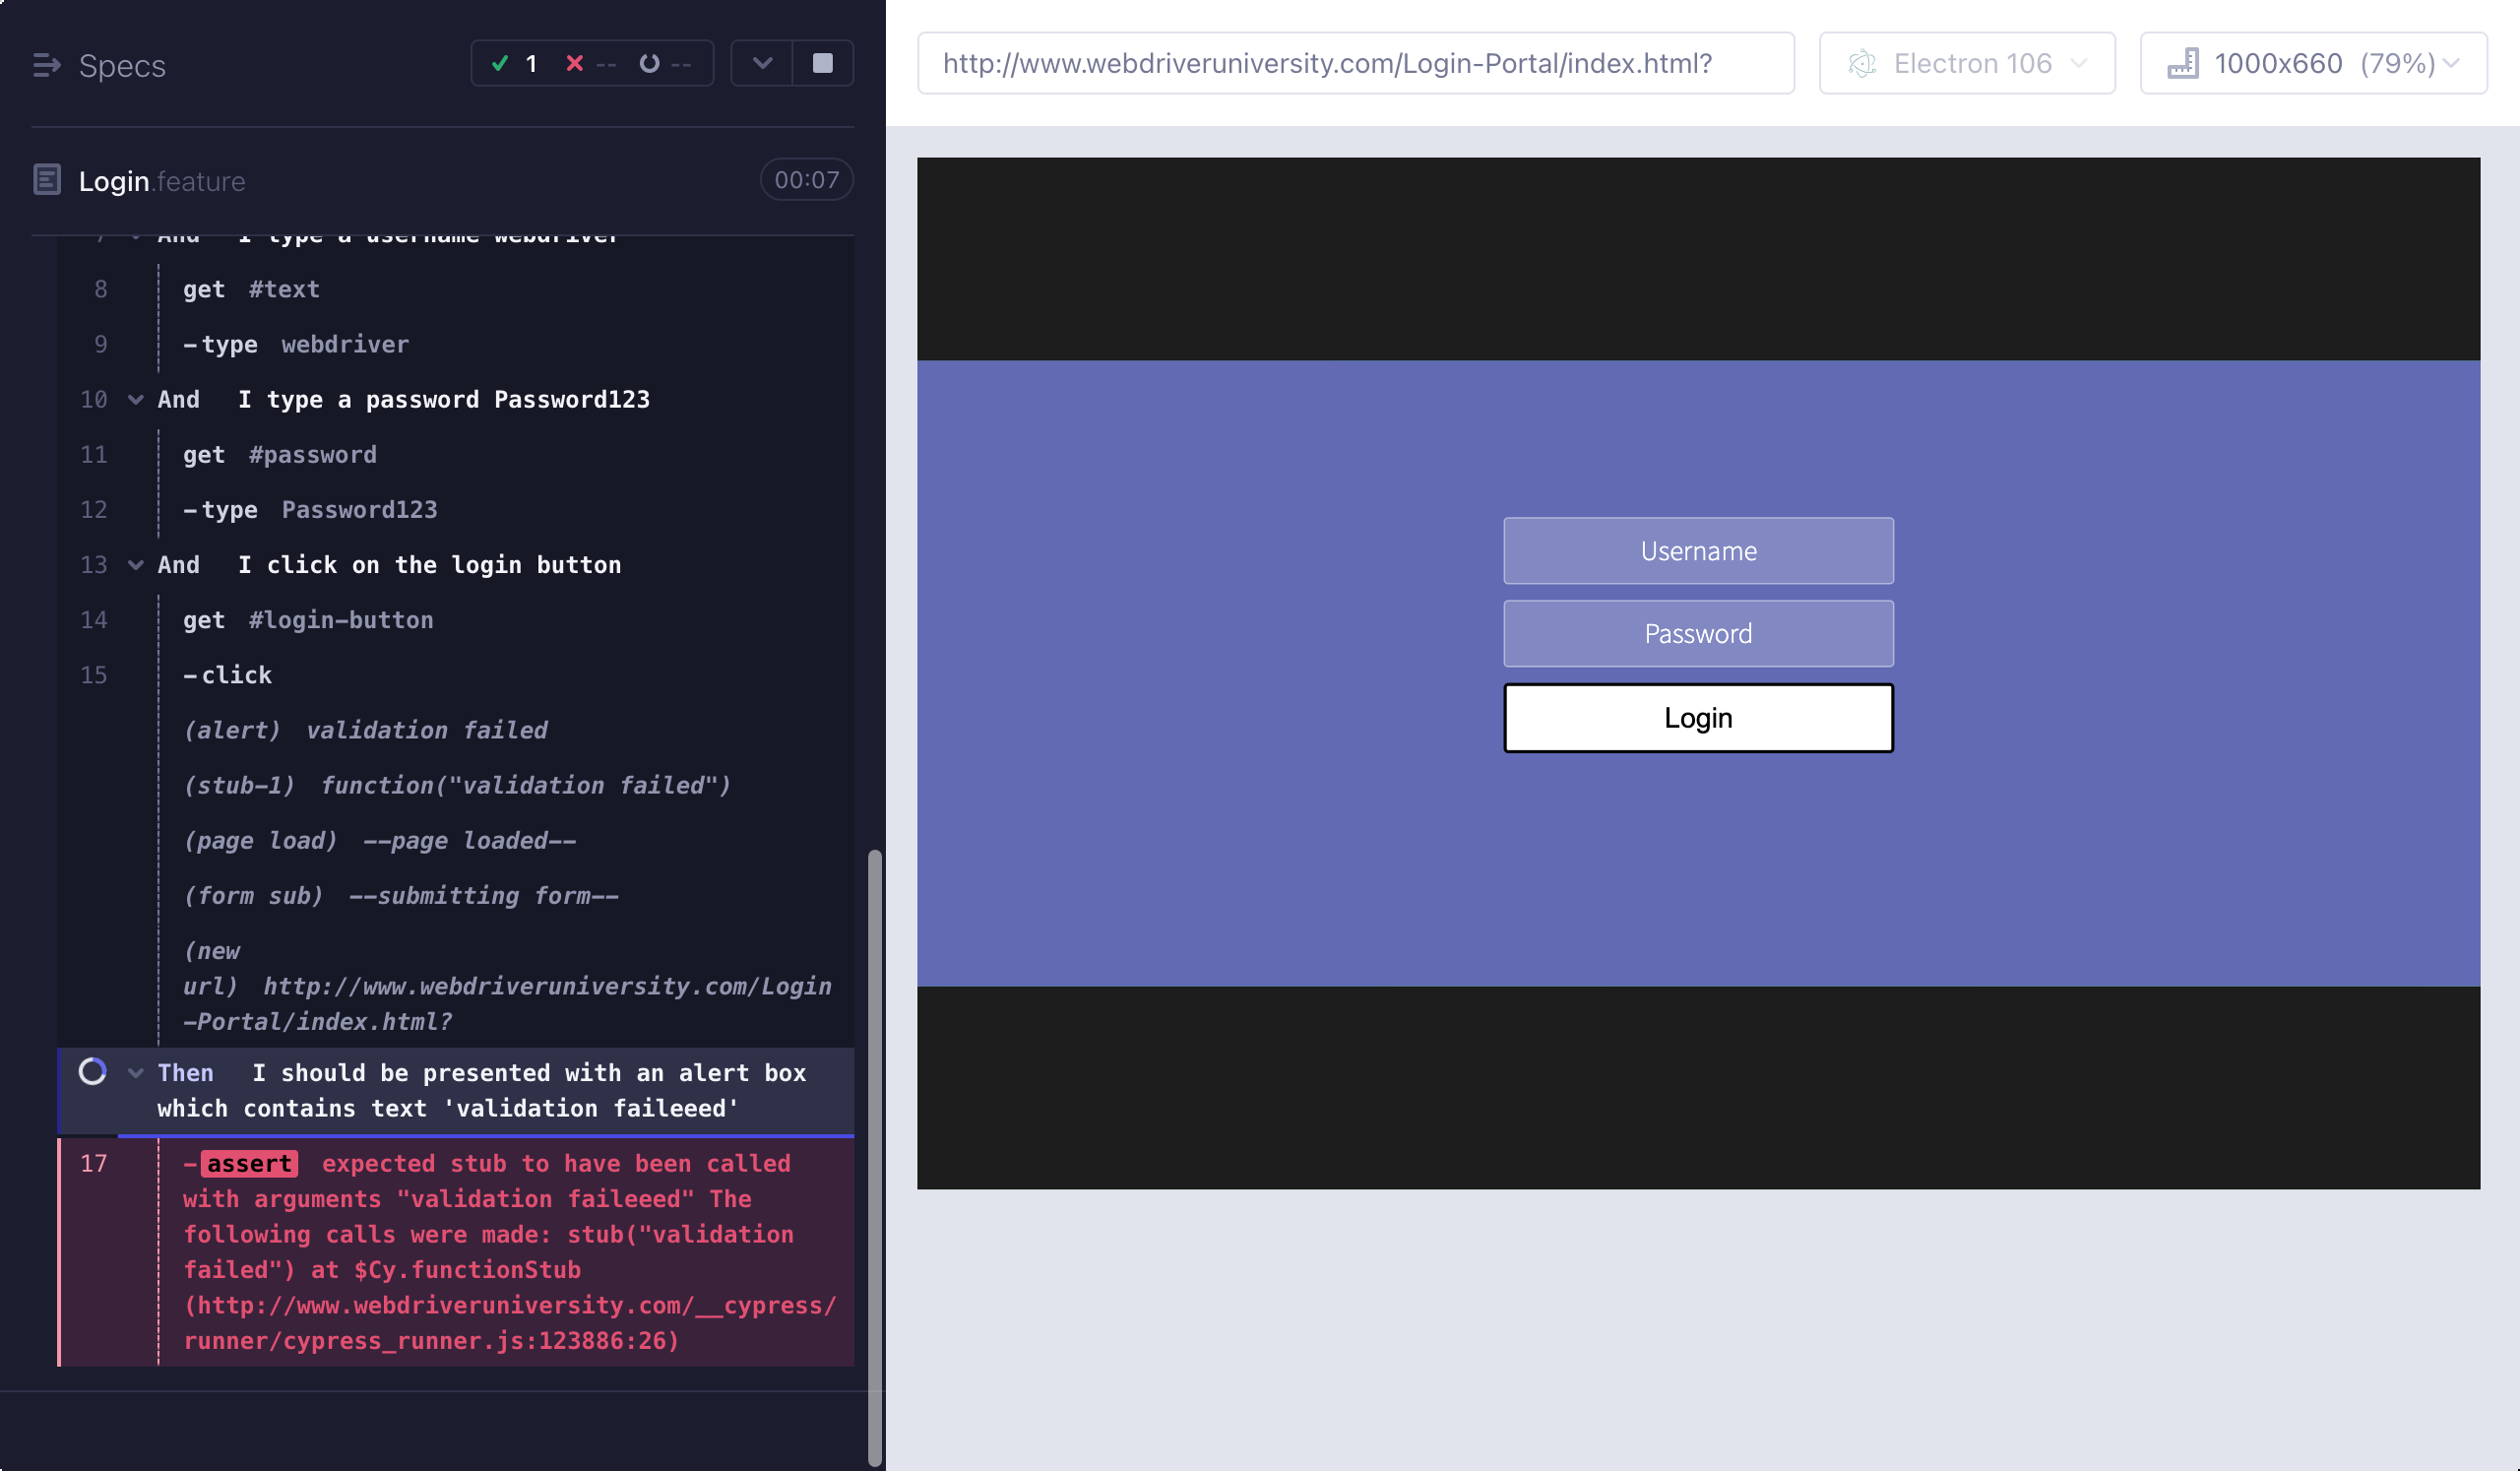 Specs
1 -- --
Login.feature 00:07
7 And I type a username webdriver
8 get #text
9 -type webdriver
10 And I type a password Password123
11 get #password
12 -type Password123
13 And I click on the login button
14 get #login-button
15 -click
(alert) validation failed
(stub-1) function("validation failed")
(page load) --page loaded--
(form sub) --submitting form--
(new
url) http://www.webdriveruniversity.com/Login
-Portal/index.html?
Then I should be presented with an alert box
which contains text 'validation faileeed'
17 -assert expected stub to have been called
with arguments "validation faileeed" The
following calls were made: stub("validation
failed") at $Cy.functionStub
(http://www.webdriveruniversity.com/__cypress/
runner/cypress_runner.js:123886:26)
http://www.webdriveruniversity.com/Login-Portal/index.html?
Electron 106
1000x660 (79%)
Username
Password
Login